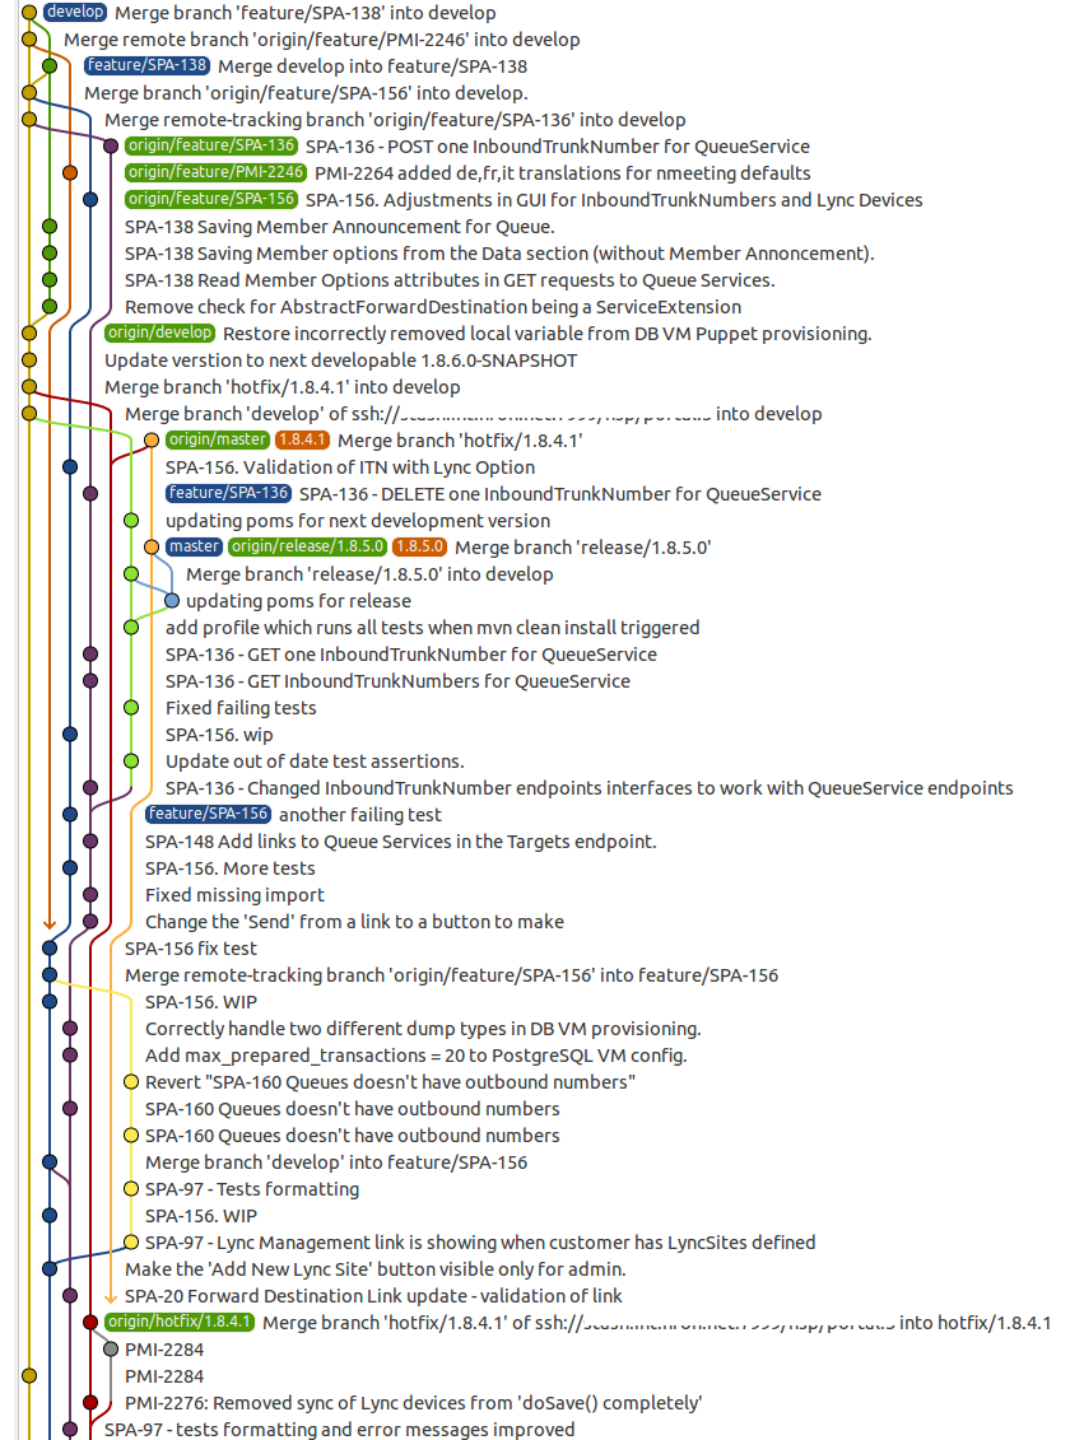 develop Merge branch 'feature/SPA-138' into develop
Merge remote branch 'origin/feature/PMI-2246' into develop
feature/SPA-138 Merge develop into feature/SPA-138
Merge branch 'origin/feature/SPA-156' into develop.
Merge remote-tracking branch 'origin/feature/SPA-136' into develop
origin/feature/SPA-136 SPA-136 - POST one InboundTrunkNumber for QueueService
origin/feature/PMI-2246 PMI-2264 added de,fr,it translations for nmeeting defaults
origin/feature/SPA-156 SPA-156. Adjustments in GUI for InboundTrunkNumbers and Lync Devices
SPA-138 Saving Member Announcement for Queue.
SPA-138 Saving Member options from the Data section (without Member Annoncement).
SPA-138 Read Member Options attributes in GET requests to Queue Services.
Remove check for AbstractForwardDestination being a ServiceExtension
origin/develop Restore incorrectly removed local variable from DB VM Puppet provisioning.
Update verstion to next developable 1.8.6.0-SNAPSHOT
Merge branch 'hotfix/1.8.4.1' into develop
Merge branch 'develop' of ssh:// into develop
origin/master 1.8.4.1 Merge branch 'hotfix/1.8.4.1'
SPA-156. Validation of ITN with Lync Option
feature/SPA-136 SPA-136 - DELETE one InboundTrunkNumber for QueueService
updating poms for next development version
master origin/release/1.8.5.0 1.8.5.0 Merge branch 'release/1.8.5.0'
Merge branch 'release/1.8.5.0' into develop
updating poms for release
add profile which runs all tests when mvn clean install triggered
SPA-136 - GET one InboundTrunkNumber for QueueService
SPA-136 - GET InboundTrunkNumbers for QueueService
Fixed failing tests
SPA-156. wip
Update out of date test assertions.
SPA-136 - Changed InboundTrunkNumber endpoints interfaces to work with QueueService endpoints
feature/SPA-156 another failing test
SPA-148 Add links to Queue Services in the Targets endpoint.
SPA-156. More tests
Fixed missing import
Change the 'Send' from a link to a button to make
SPA-156 fix test
Merge remote-tracking branch 'origin/feature/SPA-156' into feature/SPA-156
SPA-156. WIP
Correctly handle two different dump types in DB VM provisioning.
Add max_prepared_transactions = 20 to PostgreSQL VM config.
Revert "SPA-160 Queues doesn't have outbound numbers"
SPA-160 Queues doesn't have outbound numbers
SPA-160 Queues doesn't have outbound numbers
Merge branch 'develop' into feature/SPA-156
SPA-97 - Tests formatting
SPA-156. WIP
SPA-97 - Lync Management link is showing when customer has LyncSites defined
Make the 'Add New Lync Site' button visible only for admin.
SPA-20 Forward Destination Link update - validation of link
origin/hotfix/1.8.4.1 Merge branch 'hotfix/1.8.4.1' of ssh:// into hotfix/1.8.4.1
PMI-2284
PMI-2284
PMI-2276: Removed sync of Lync devices from 'doSave() completely'
SPA-97 - tests formatting and error messages improved